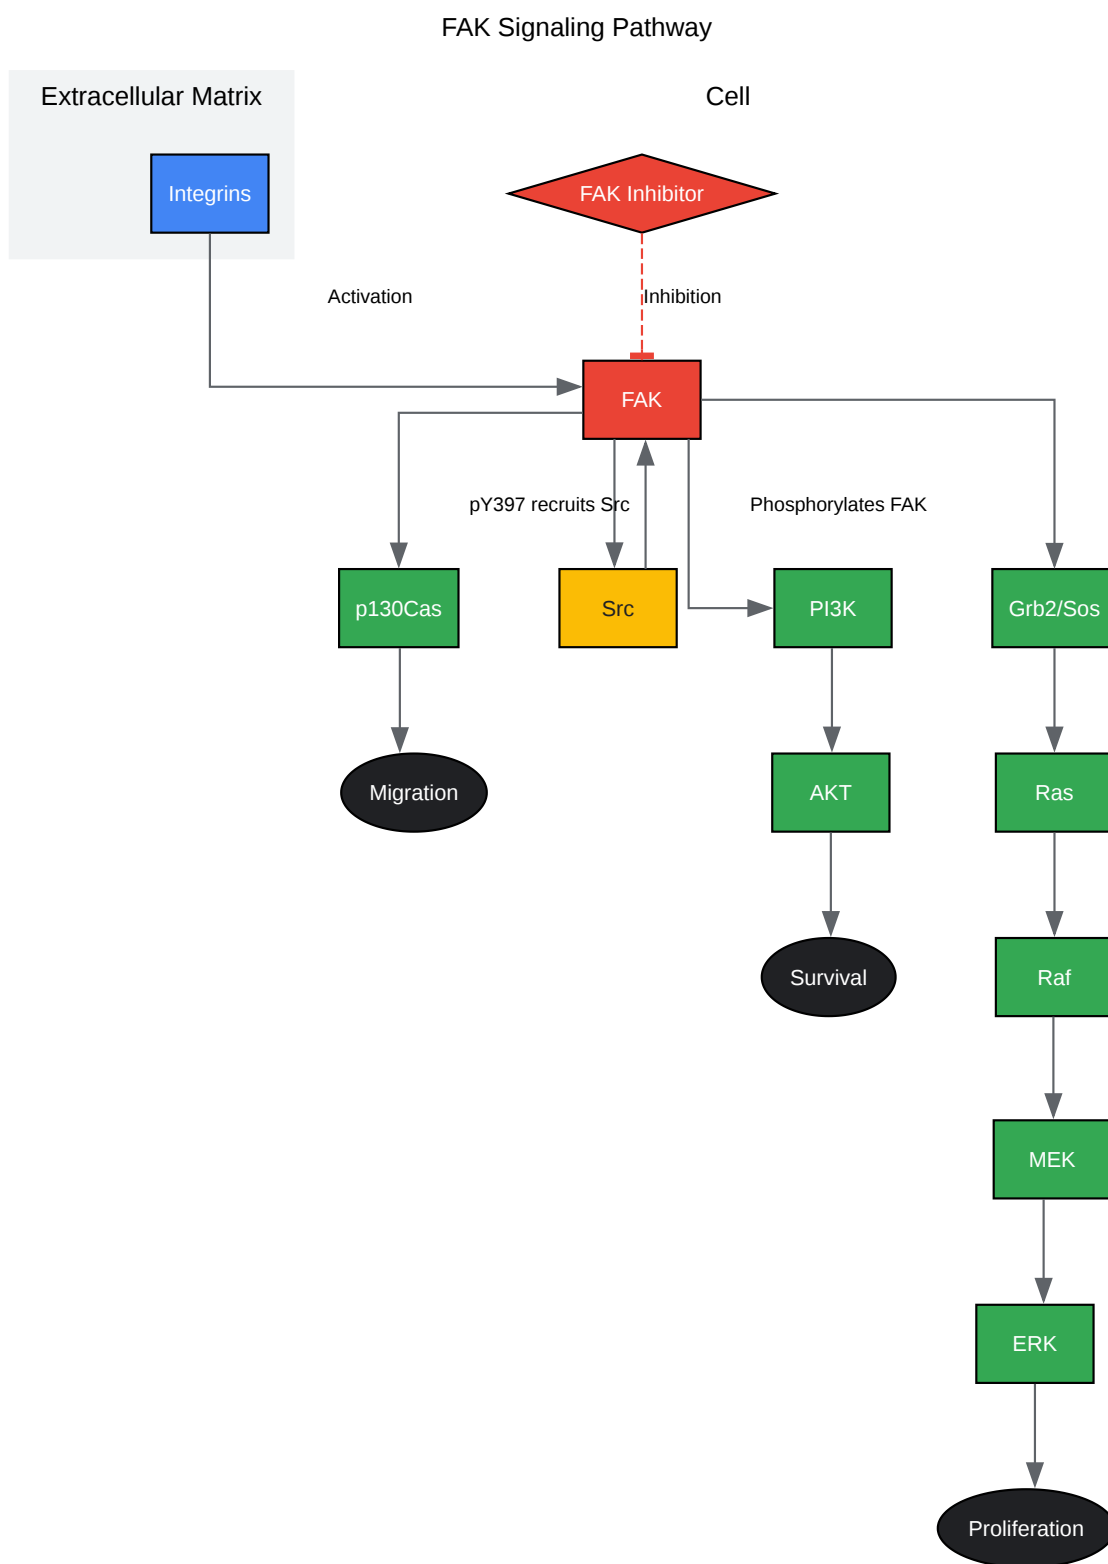 FAK Signaling Pathway
Extracellular Matrix
Cell
Integrins
FAK Inhibitor
Activation
Inhibition
FAK
pY397 recruits Src
Phosphorylates FAK
p130Cas
Src
PI3K
Grb2/Sos
Migration
AKT
Ras
Survival
Raf
MEK
ERK
Proliferation